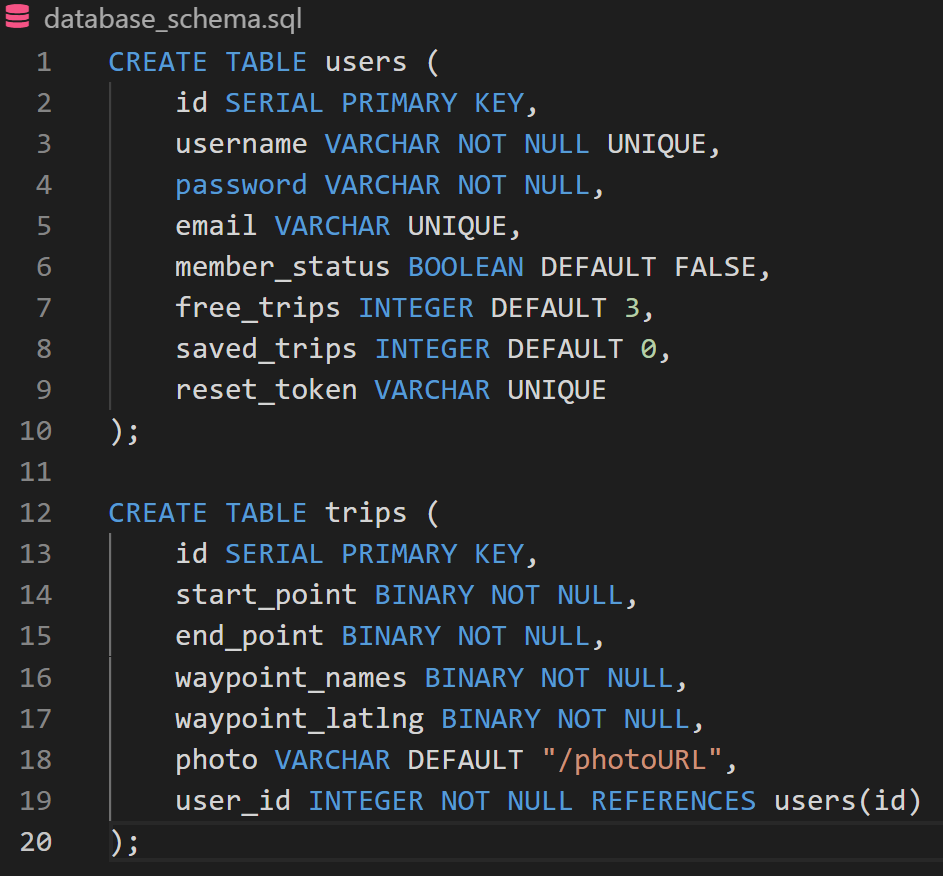 database_schema.sql
1 CREATE TABLE users (
2 id SERIAL PRIMARY KEY,
3 username VARCHAR NOT NULL UNIQUE,
4 password VARCHAR NOT NULL,
5 email VARCHAR UNIQUE,
6 member_status BOOLEAN DEFAULT FALSE,
7 free_trips INTEGER DEFAULT 3,
8 saved_trips INTEGER DEFAULT 0,
9 reset_token VARCHAR UNIQUE
10 );
11
12 CREATE TABLE trips (
13 id SERIAL PRIMARY KEY,
14 start_point BINARY NOT NULL,
15 end_point BINARY NOT NULL,
16 waypoint_names BINARY NOT NULL,
17 waypoint_latlng BINARY NOT NULL,
18 photo VARCHAR DEFAULT "/photoURL",
19 user_id INTEGER NOT NULL REFERENCES users(id)
20 );